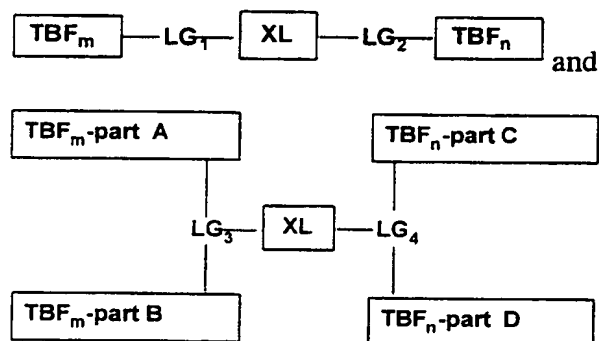 TBFm LG1 XL LG2 TBFn and
TBFm-part A TBFn-part C
LG3 XL LG4
TBFm-part B TBFn-part D